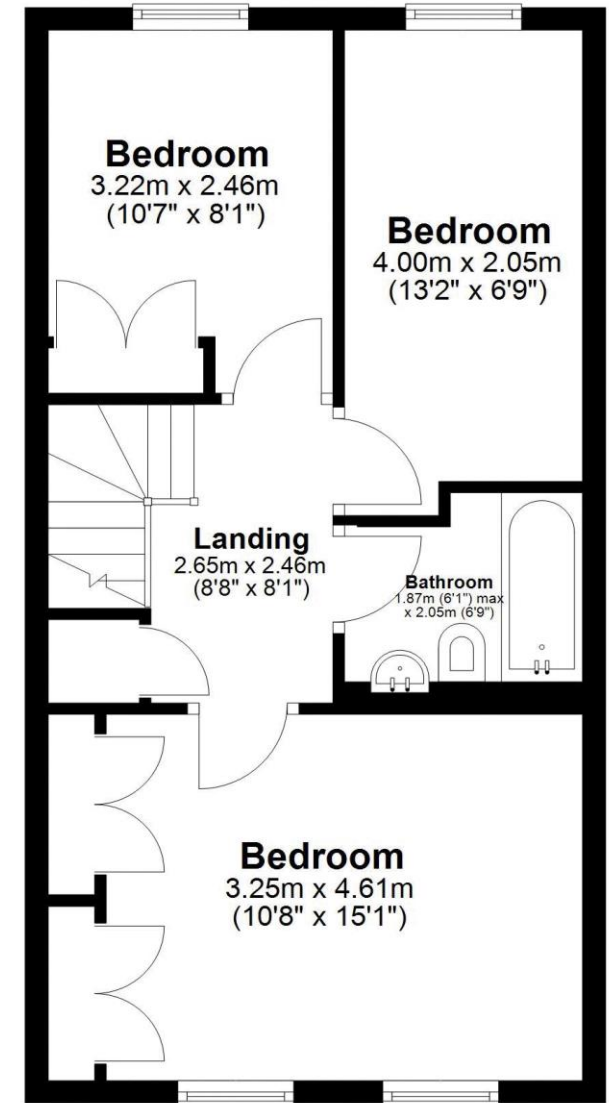 Bedroom
3.22m x 2.46m
(10'7" x 8'1")
Bedroom
4.00m x 2.05m
(13'2" x 6'9")
Landing
2.65m x 2.46m
(8'8" x 8'1")
Bathroom
1.87m (6'1") max
x 2.05m (6'9")
Bedroom
3.25m x 4.61m
(10'8" x 15'1")